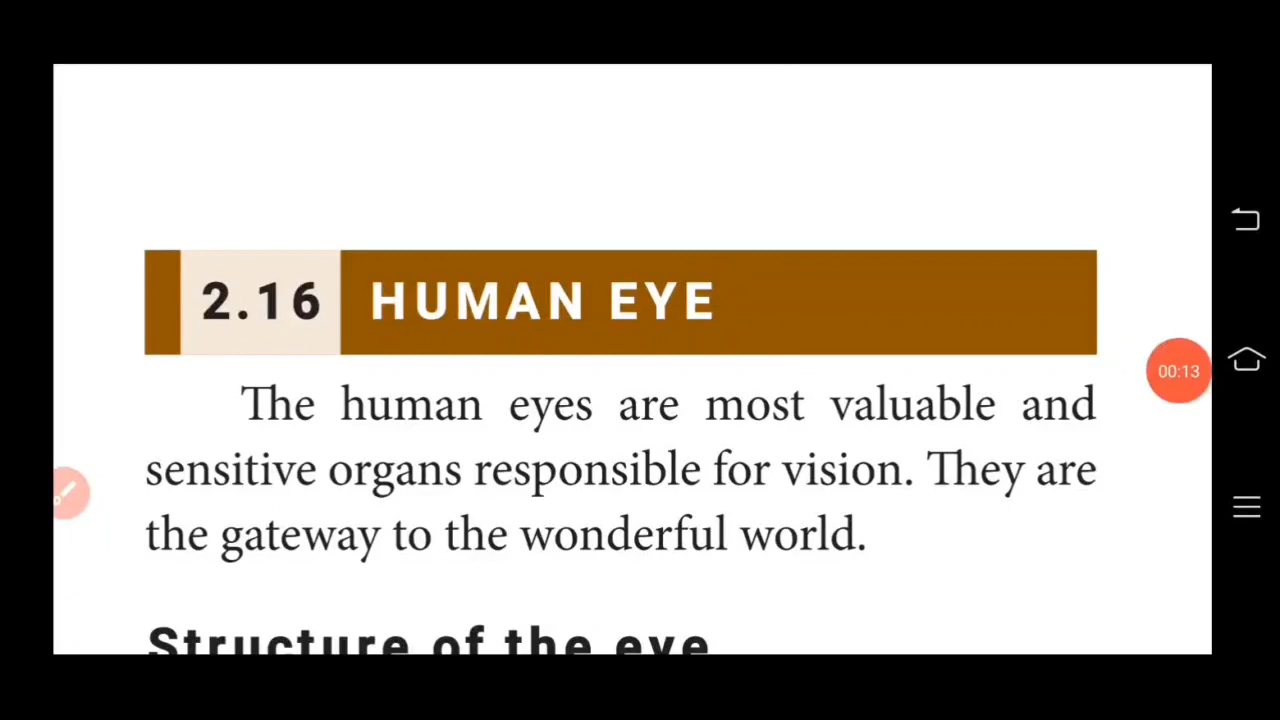 2.16 HUMAN EYE
The human eyes are most valuable and
sensitive organs responsible for vision. They are
the gateway to the wonderful world.
00:13
Structure of the eye